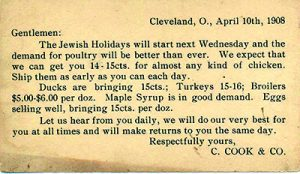 Cleveland, O., April 10th, 1908
Gentlemen:
The Jewish Holidays will start next Wednesday and the
demand for poultry will be better than ever. We expect that
we can get you 14-15cts. for almost any kind of chicken.
Ship them as early as you can each day.
Ducks are bringing 15cts.; Turkeys 15-16; Broilers
$5.00-$6.00 per doz. Maple Syrup is in good demand. Eggs
selling well, bringing 15cts. per doz.
Let us hear from you daily, we will do our very best for
you at all times and will make returns to you the same day.
Respectfully yours,
C. COOK & CO.